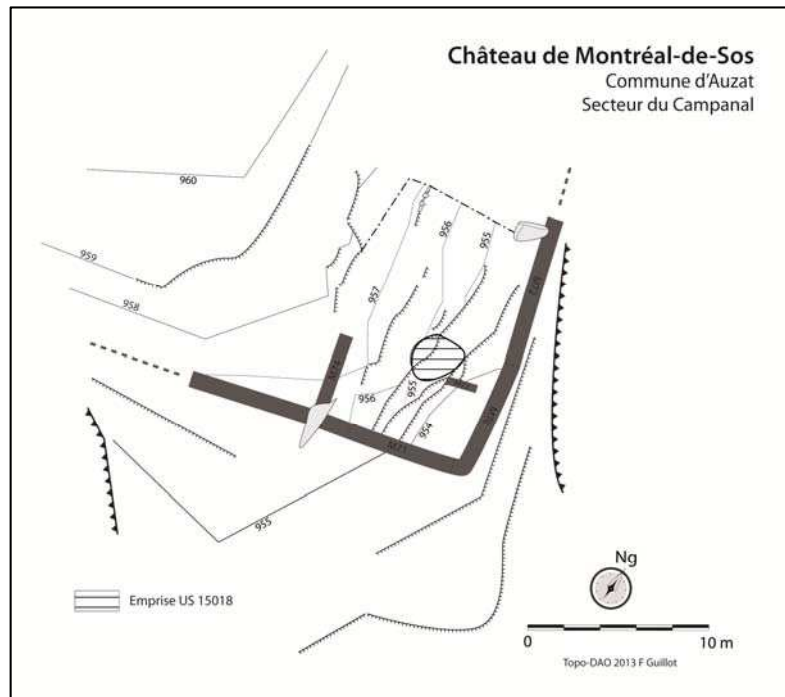 Château de Montréal-de-Sos
Commune d'Auzat
Secteur du Campanal
960
959
958
957
956
955
956
955
954
955
M71
Emprise US 15018
Ng
0
10 m
Topo-DAO 2013 F Guillot